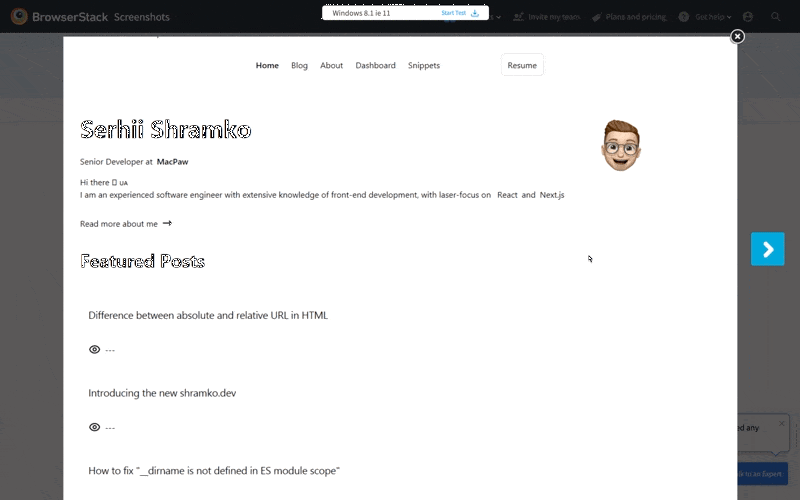 BrowserStack Screenshots
Windows 8.1 ie 11
Start Test
Invite my team
Plans and pricing
Get help
Home
Blog
About
Dashboard
Snippets
Resume
Serhii Shramko
Senior Developer at MacPaw
Hi there UA
I am an experienced software engineer with extensive knowledge of front-end development, with laser-focus on React and Next.js
Read more about me →
Featured Posts
Difference between absolute and relative URL in HTML
---
Introducing the new shramko.dev
---
How to fix "__dirname is not defined in ES module scope"
any
to an Expert